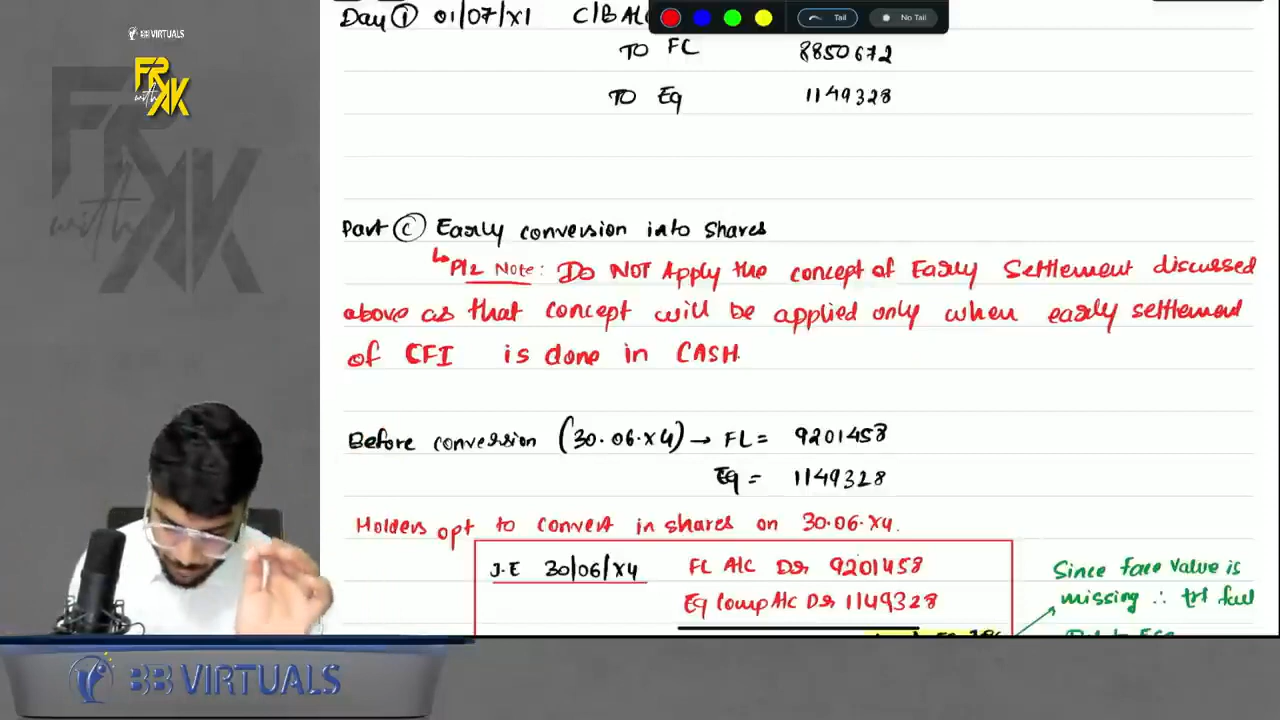 BB VIRTUALS
FR
with KK
FR
with KK
Tail
No Tail
Day ① 01/07/X1 C/B A/c
TO FC 8850672
TO Eq 1149328
Part Ⓒ Early conversion into shares
↳ Plz Note: Do NOT Apply the concept of Early Settlement discussed
above as that concept will be applied only when early settlement
of CFI is done in CASH.
Before conversion (30.06.X4) → FL = 9201458
Eq = 1149328
Holders opt to convert in shares on 30.06.X4.
J.E 30/06/X4 FL A/c Dr 9201458
Eq Comp A/c Dr 1149328
Since face value is
missing ∴ trf full
BB VIRTUALS